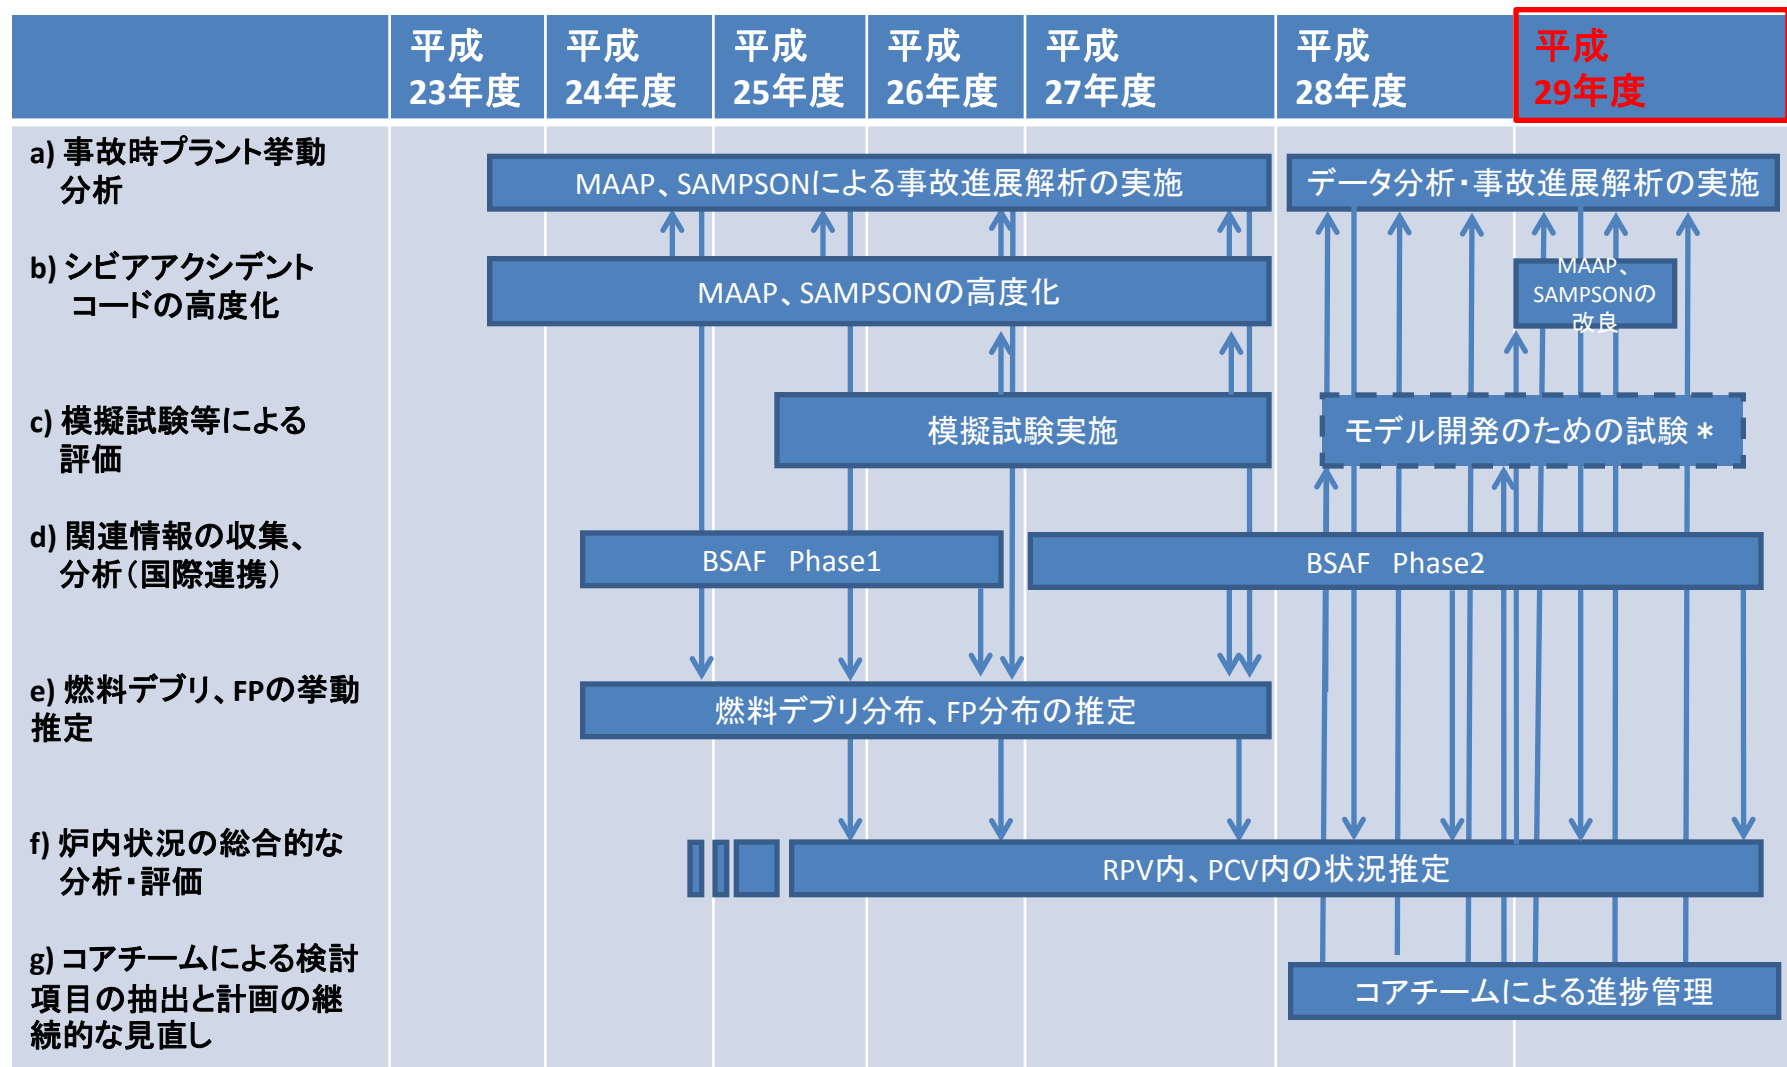 平成
23年度
平成
24年度
平成
25年度
平成
26年度
平成
27年度
平成
28年度
平成
29年度
a) 事故時プラント挙動
分析
MAAP、SAMPSONによる事故進展解析の実施
データ分析・事故進展解析の実施
b) シビアアクシデント
コードの高度化
MAAP、SAMPSONの高度化
MAAP、
SAMPSONの
改良
c) 模擬試験等による
評価
模擬試験実施
モデル開発のための試験＊
d) 関連情報の収集、
分析（国際連携）
BSAF Phase1
BSAF Phase2
e) 燃料デブリ、FPの挙動
推定
燃料デブリ分布、FP分布の推定
f) 炉内状況の総合的な
分析・評価
RPV内、PCV内の状況推定
g) コアチームによる検討
項目の抽出と計画の継
続的な見直し
コアチームによる進捗管理